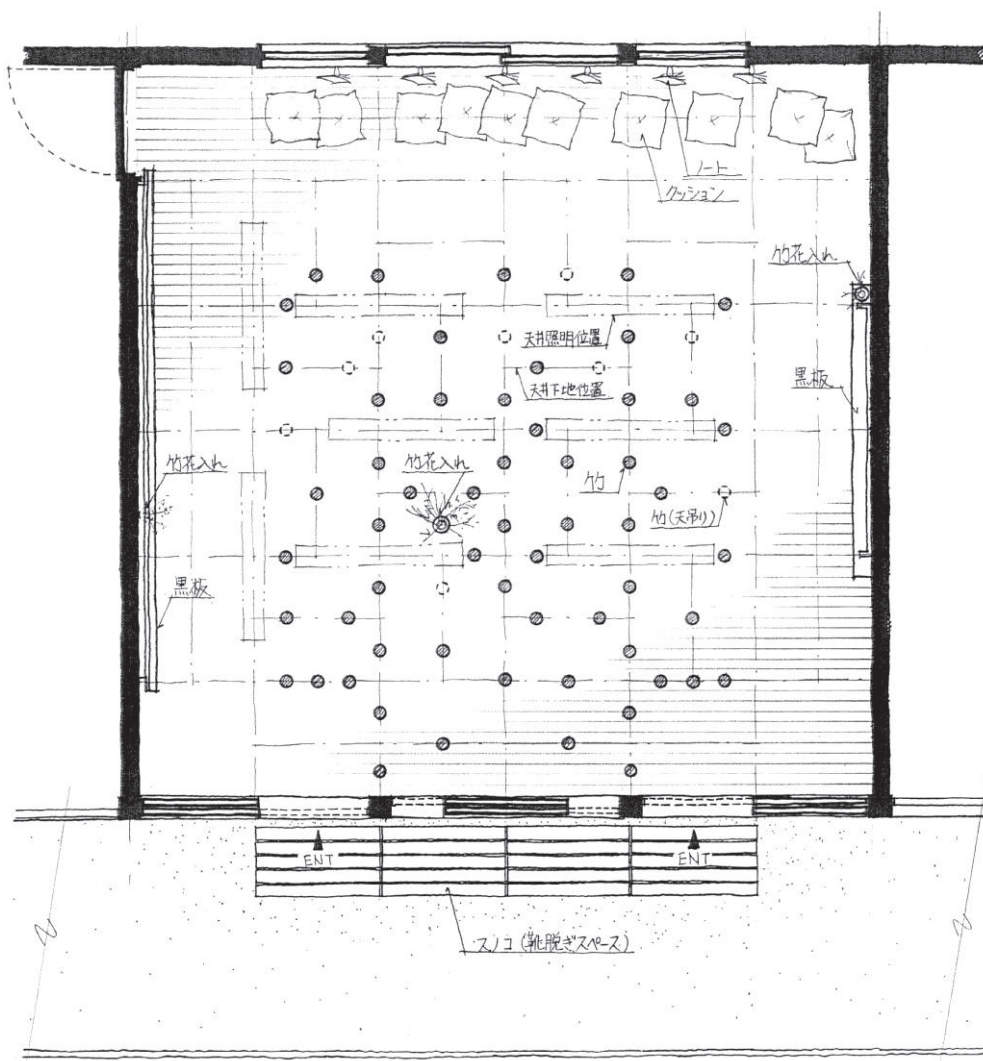 ノート
クッション
竹花入れ
天井照明位置
黒板
天井下地位置
竹花入れ
竹花入れ
竹
竹(天吊り)
黒板
ENT
ENT
スノコ(靴脱ぎスペース)